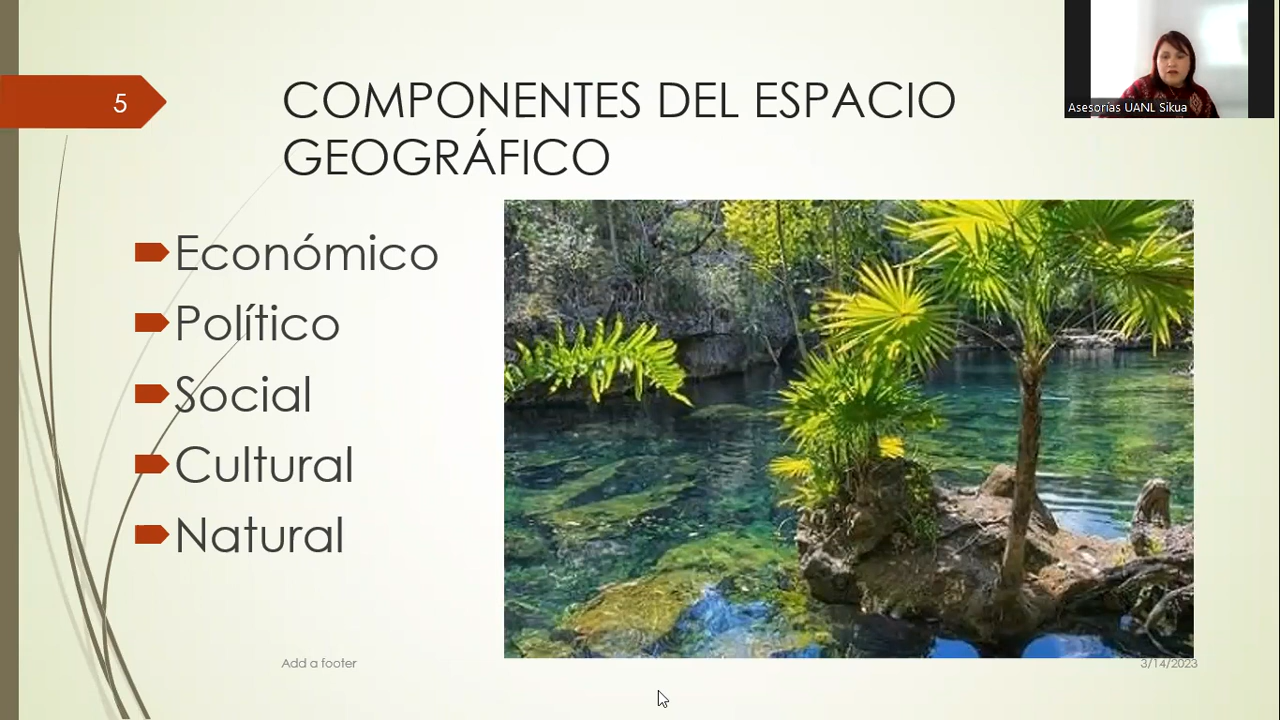 5
COMPONENTES DEL ESPACIO
GEOGRÁFICO
Asesorías UANL Sikua
Económico
Político
Social
Cultural
Natural
Add a footer
3/14/2023